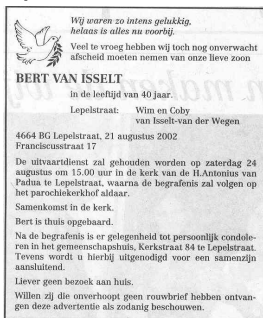 Wij waren zo intens gelukkig,
helaas is alles nu voorbij.
Veel te vroeg hebben wij toch nog onverwacht
afscheid moeten nemen van onze lieve zoon
BERT VAN ISSELT
in de leeftijd van 40 jaar.
Lepelstraat: Wim en Coby
van Isselt-van der Wegen
4664 BG Lepelstraat, 21 augustus 2002
Franciscusstraat 17
De uitvaartdienst zal gehouden worden op zaterdag 24
augustus om 15.00 uur in de kerk van de H.Antonius van
Padua te Lepelstraat, waarna de begrafenis zal volgen op
het parochiekerkhof aldaar.
Samenkomst in de kerk.
Bert is thuis opgebaard.
Na de begrafenis is er gelegenheid tot persoonlijk condole-
ren in het gemeenschapshuis, Kerkstraat 84 te Lepelstraat.
Tevens wordt u hierbij uitgenodigd voor een samenzijn
aansluitend.
Liever geen bezoek aan huis.
Willen zij die onverhoopt geen rouwbrief hebben ontvan-
gen deze advertentie als zodanig beschouwen.